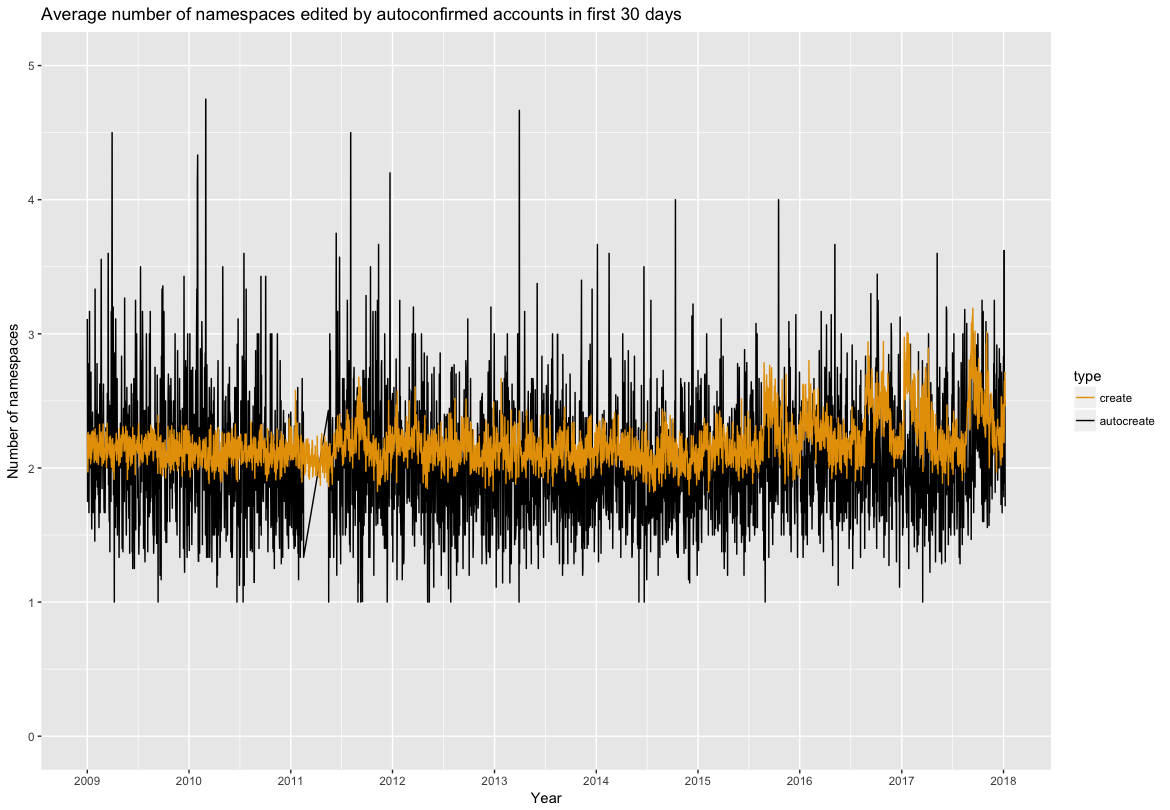 Average number of namespaces edited by autoconfirmed accounts in first 30 days
Number of namespaces
5
4
3
2
1
0
2009 2010 2011 2012 2013 2014 2015 2016 2017 2018
Year
type
create
autocreate